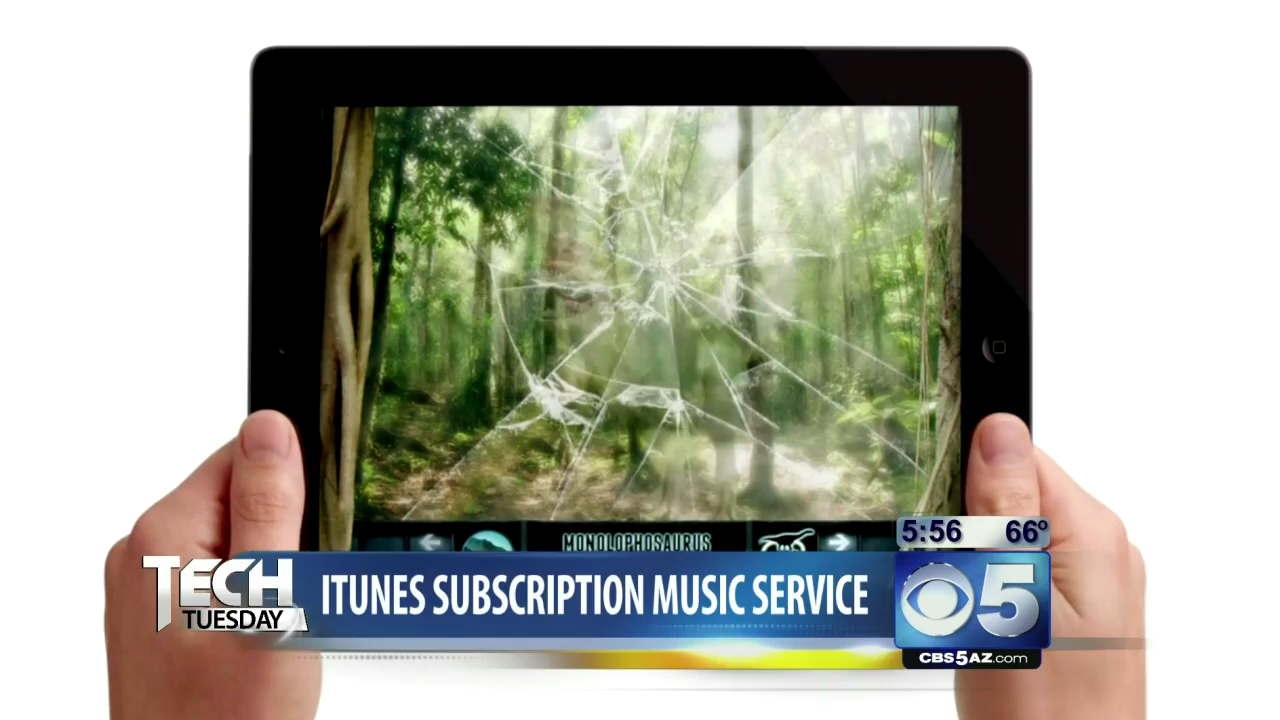 MONOLOPHOSAURUS
5:56 66°
TECH
TUESDAY
ITUNES SUBSCRIPTION MUSIC SERVICE
5
CBS5AZ.com